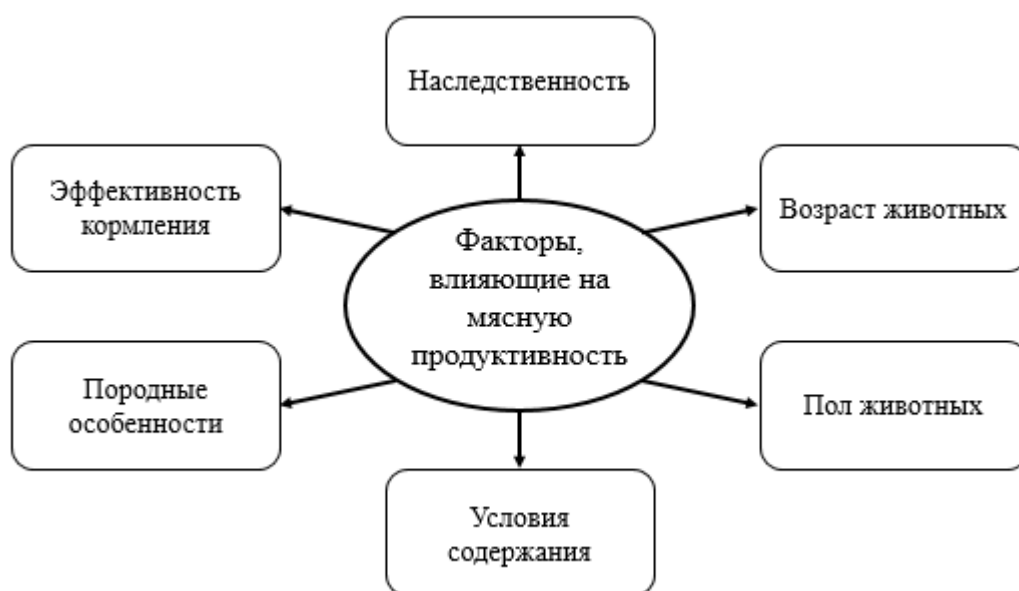 Наследственность
Эффективность
кормления
Возраст животных
Факторы,
влияющие на
мясную
продуктивность
Породные
особенности
Пол животных
Условия
содержания